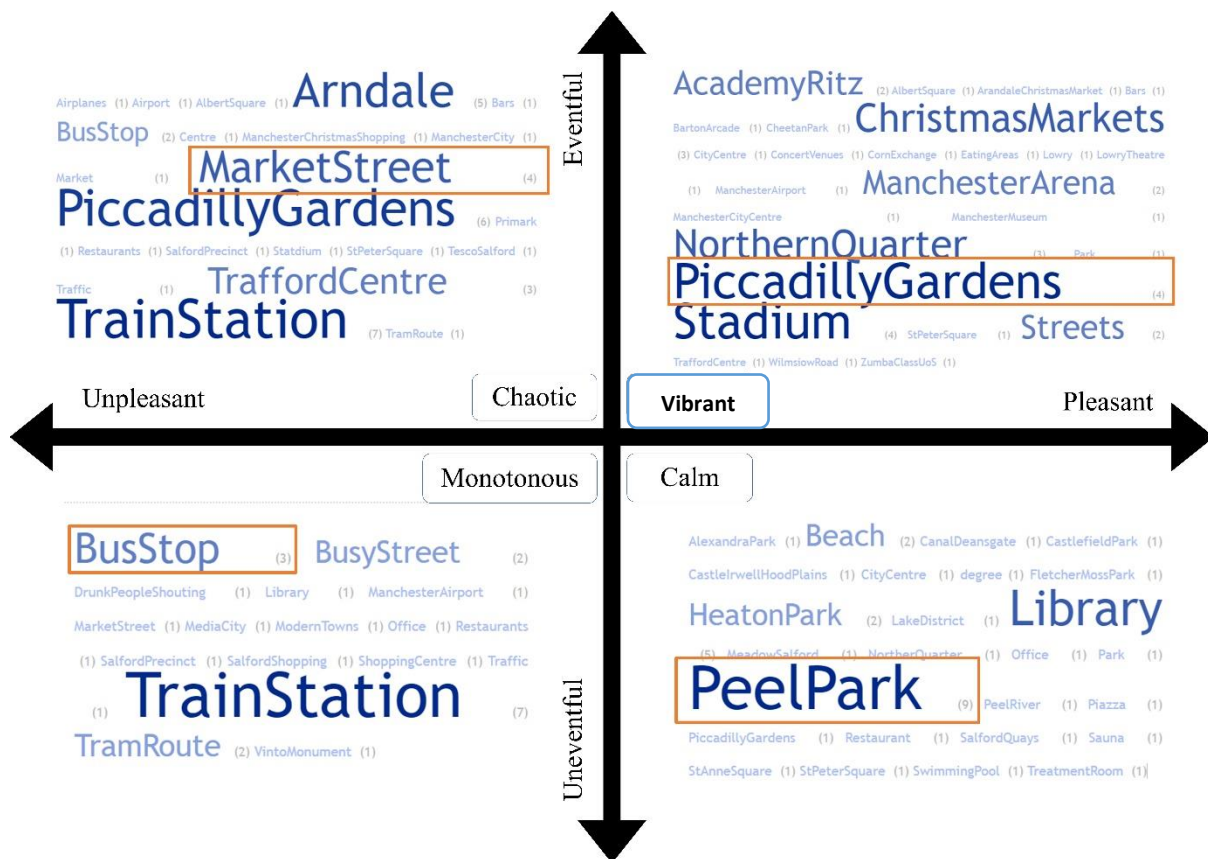 Eventful
Arndale
Airplanes (1) Airport (1) AlbertSquare (1) (5) Bars (1)
BusStop (2) Centre (1) ManchesterChristmasShopping (1) ManchesterCity (1)
MarketStreet
Market (1) (4)
PiccadillyGardens (6) Primark
(1) Restaurants (1) SalfordPrecinct (1) Statdium (1) StPeterSquare (1) TescoSalford (1)
Traffic (1) TraffordCentre (3)
TrainStation (7) TramRoute (1)
AcademyRitz (2) AlbertSquare (1) ArandaleChristmasMarket (1) Bars (1)
BartonArcade (1) CheetanPark (1) ChristmasMarkets
(3) CityCentre (1) ConcertVenues (1) CornExchange (1) EatingAreas (1) Lowry (1) LowryTheatre
(1) ManchesterAirport (1) ManchesterArena (2)
ManchesterCityCentre (1) ManchesterMuseum (1)
NorthernQuarter (3) Park (1)
PiccadillyGardens (4)
Stadium (4) StPeterSquare (1) Streets (2)
TraffordCentre (1) WilmsiowRoad (1) ZumbaClassUoS (1)
Unpleasant Chaotic Vibrant Pleasant
Monotonous Calm
BusStop (3) BusyStreet (2)
DrunkPeopleShouting (1) Library (1) ManchesterAirport (1)
MarketStreet (1) MediaCity (1) ModernTowns (1) Office (1) Restaurants
(1) SalfordPrecinct (1) SalfordShopping (1) ShoppingCentre (1) Traffic
(1) TrainStation (7)
TramRoute (2) VintoMonument (1)
AlexandraPark (1) Beach (2) CanalDeansgate (1) CastlefieldPark (1)
CastleIrwellHoodPlains (1) CityCentre (1) degree (1) FletcherMossPark (1)
HeatonPark (2) LakeDistrict (1) Library
(5) MeadowSalford (1) NortherQuarter (1) Office (1) Park (1)
PeelPark (9) PeelRiver (1) Piazza (1)
PiccadillyGardens (1) Restaurant (1) SalfordQuays (1) Sauna (1)
StAnneSquare (1) StPeterSquare (1) SwimmingPool (1) TreatmentRoom (1)
Uneventful